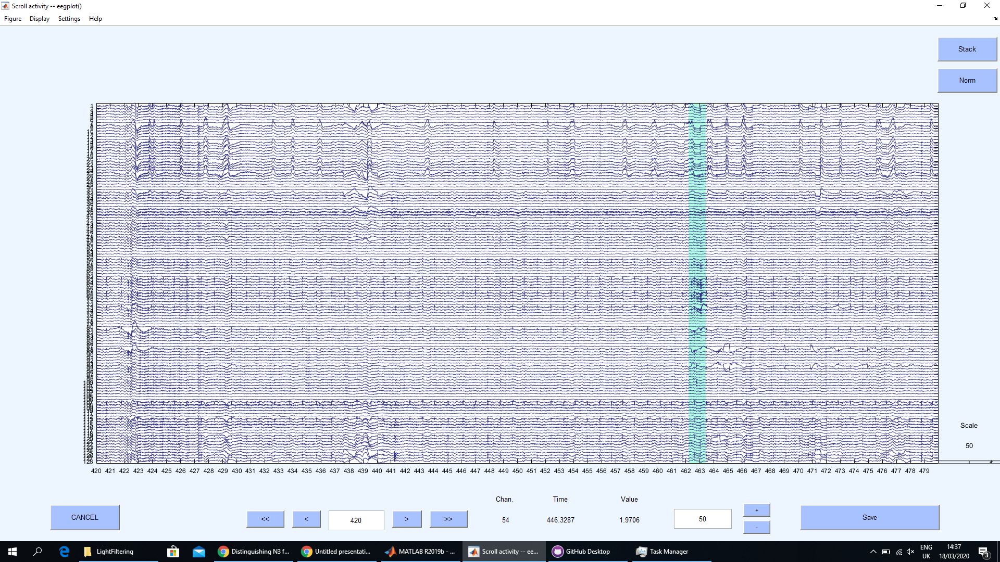 Scroll activity -- eegplot()
Figure Display Settings Help
Stack
Norm
Scale
50
420 421 422 423 424 425 426 427 428 429 430 431 432 433 434 435 436 437 438 439 440 441 442 443 444 445 446 447 448 449 450 451 452 453 454 455 456 457 458 459 460 461 462 463 464 465 466 467 468 469 470 471 472 473 474 475 476 477 478 479
Chan. Time Value
CANCEL << < 420 > >> 54 446.3287 1.9706 50 + - Save
LightFiltering Distinguishing N3 f... Untitled presentati... MATLAB R2019b - ... Scroll activity -- ee... GitHub Desktop Task Manager
ENG
UK
14:37
18/03/2020
3